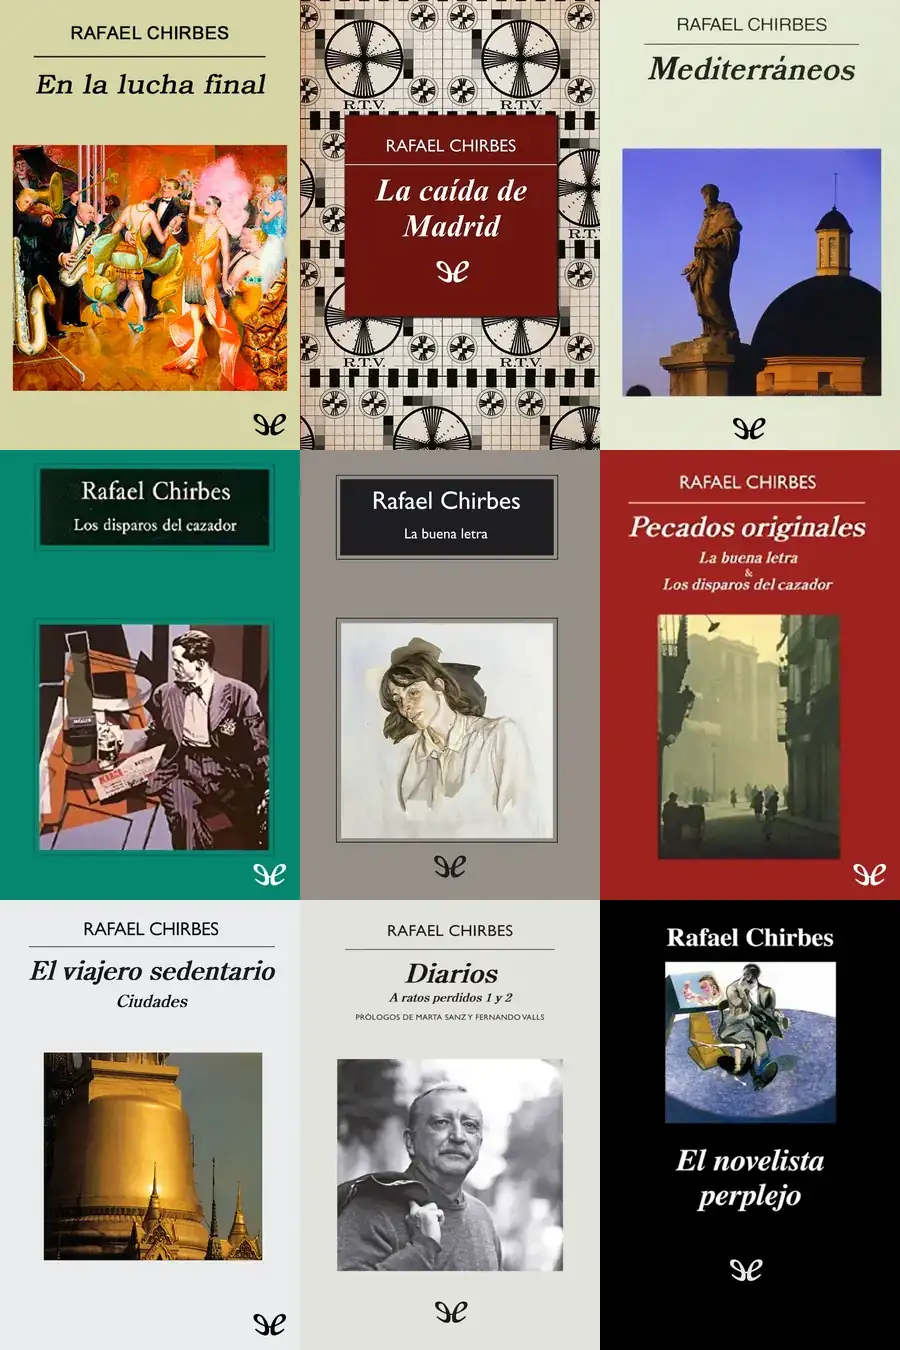 RAFAEL CHIRBES
En la lucha final
R.T.V.
R.T.V.
RAFAEL CHIRBES
La caída de
Madrid
R.T.
R.T.V.
R.T.V.
RAFAEL CHIRBES
Mediterráneos
Rafael Chirbes
Los disparos del cazador
Rafael Chirbes
La buena letra
RAFAEL CHIRBES
Pecados originales
La buena letra
&
Los disparos del cazador
RAFAEL CHIRBES
El viajero sedentario
Ciudades
RAFAEL CHIRBES
Diarios
A ratos perdidos 1 y 2
PRÓLOGOS DE MARTA SANZ Y FERNANDO VALLS
Rafael Chirbes
El novelista
perplejo